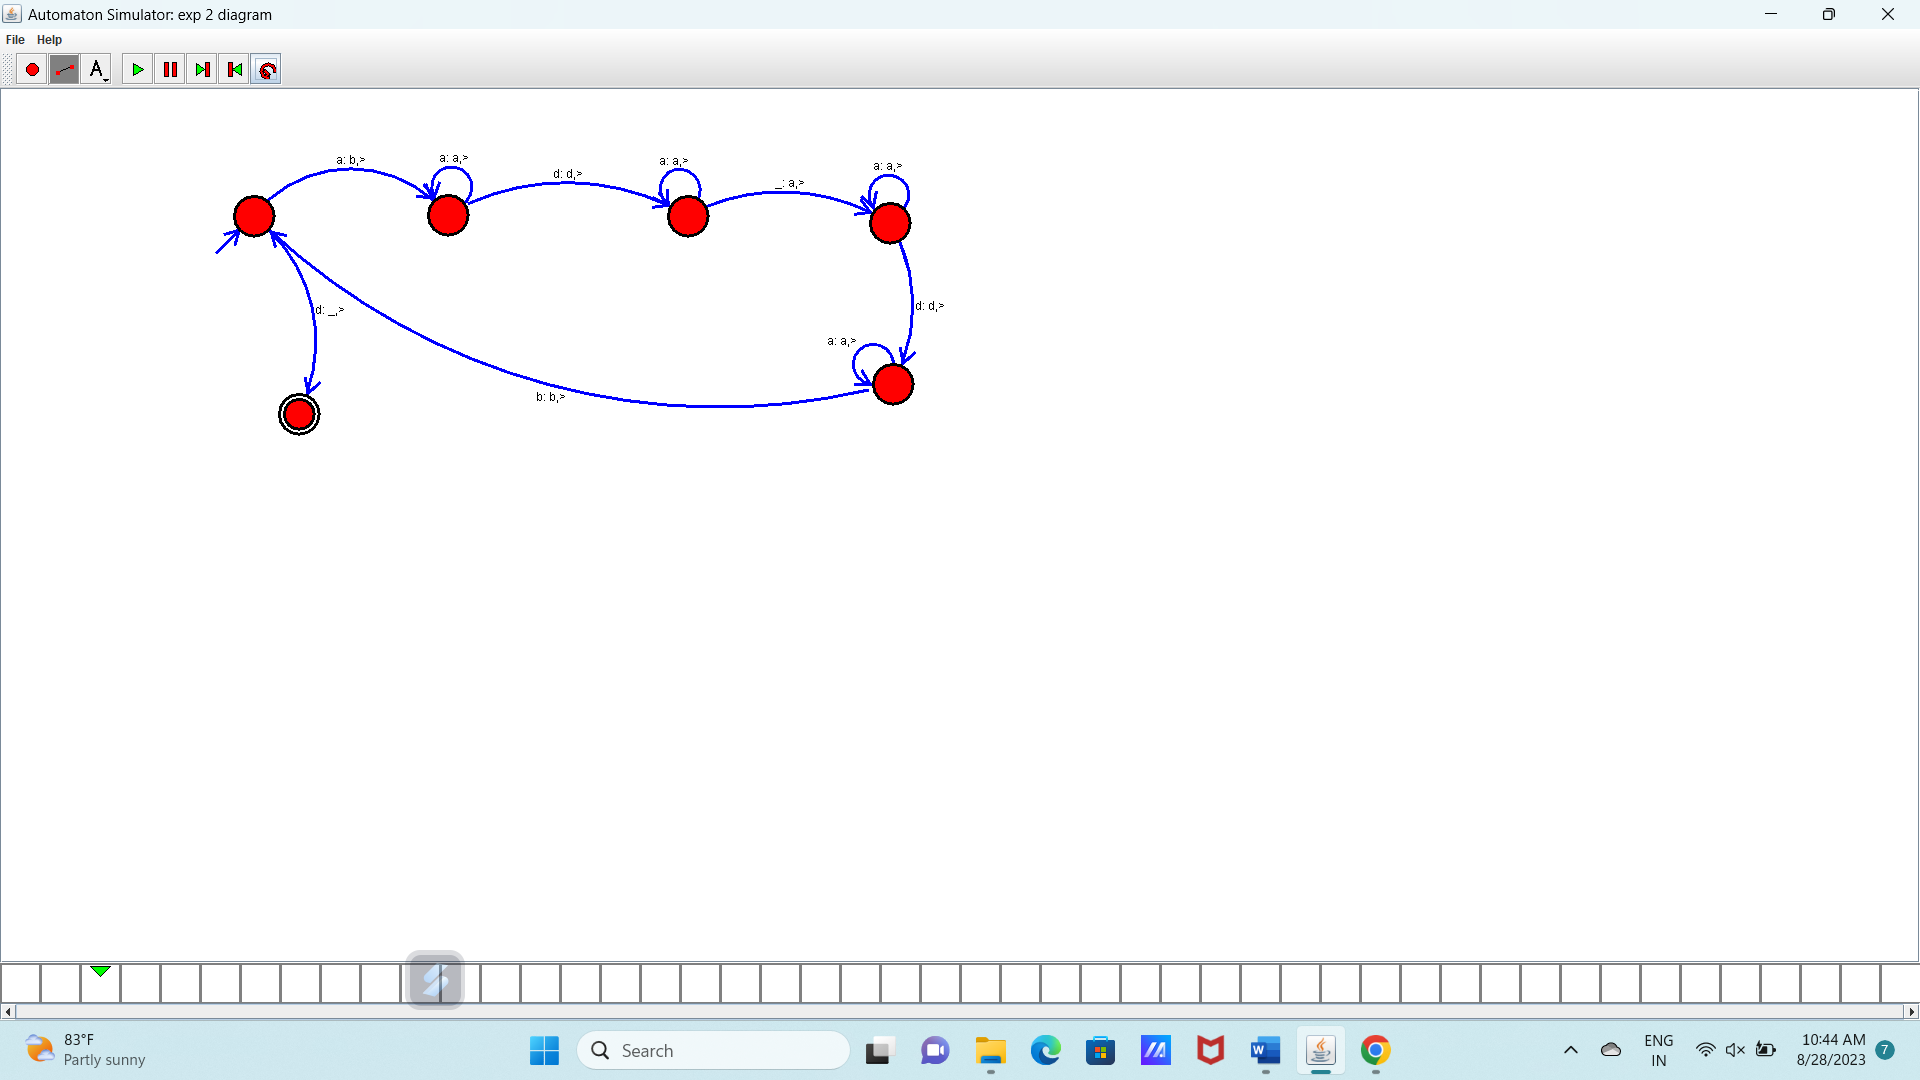 Automaton Simulator: exp 2 diagram
File Help
A
a: b,>
a: a,>
d: d,>
a: a,>
_: a,>
a: a,>
d: _,>
d: d,>
a: a,>
b: b,>
83°F
Partly sunny
Search
W
ENG
IN
10:44 AM
8/28/2023
7